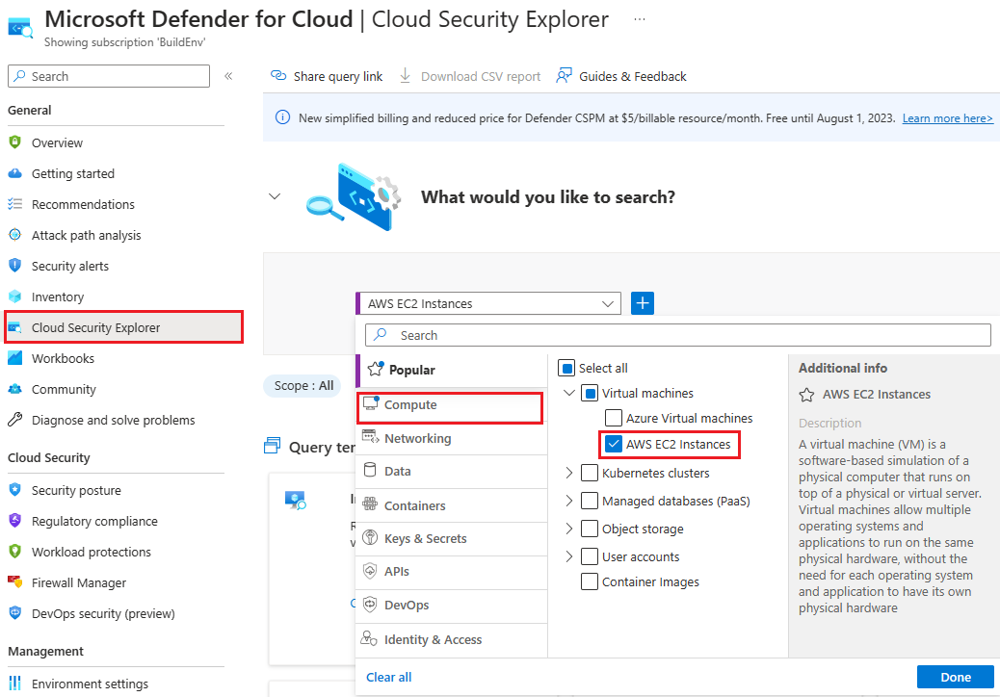 Microsoft Defender for Cloud | Cloud Security Explorer ...
Showing subscription 'BuildEnv'
Search
«
General
Overview
Getting started
Recommendations
Attack path analysis
Security alerts
Inventory
Cloud Security Explorer
Workbooks
Community
Diagnose and solve problems
Cloud Security
Security posture
Regulatory compliance
Workload protections
Firewall Manager
DevOps security (preview)
Management
Environment settings
Share query link
Download CSV report
Guides & Feedback
New simplified billing and reduced price for Defender CSPM at $5/billable resource/month. Free until August 1, 2023. Learn more here>
What would you like to search?
AWS EC2 Instances
Search
Scope : All
Popular
Compute
Networking
Data
Containers
Keys & Secrets
APIs
DevOps
Identity & Access
Select all
Virtual machines
Azure Virtual machines
AWS EC2 Instances
Kubernetes clusters
Managed databases (PaaS)
Object storage
User accounts
Container Images
Additional info
AWS EC2 Instances
Description
A virtual machine (VM) is a
software-based simulation of a
physical computer that runs on
top of a physical or virtual server.
Virtual machines allow multiple
operating systems and
applications to run on the same
physical hardware, without the
need for each operating system
and application to have its own
physical hardware
Query
Clear all
Done